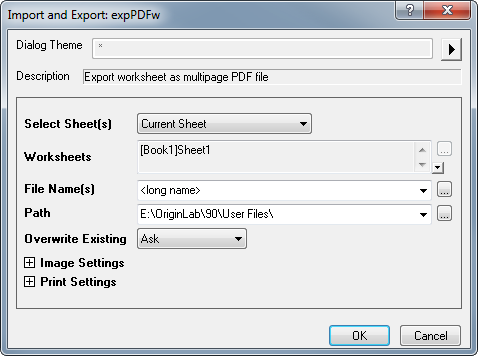 Import and Export: expPDFw
Dialog Theme *
Description Export worksheet as multipage PDF file
Select Sheet(s) Current Sheet
Worksheets [Book1]Sheet1
File Name(s) <long name>
Path E:\OriginLab\90\User Files\
Overwrite Existing Ask
Image Settings
Print Settings
OK Cancel